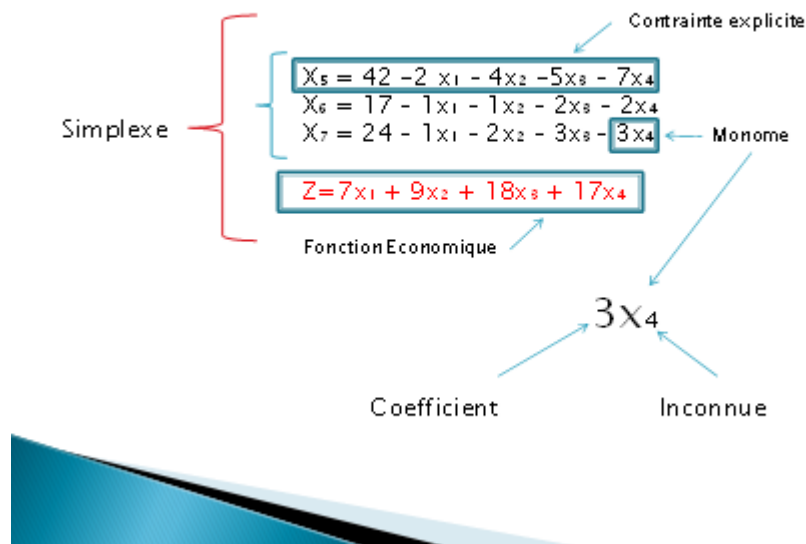 Contrainte explicite
X₅ = 42 -2 x₁ - 4x₂ -5x₃ - 7x₄
X₆ = 17 - 1x₁ - 1x₂ - 2x₃ - 2x₄
Simplexe
X₇ = 24 - 1x₁ - 2x₂ - 3x₃ - 3x₄
Monome
Z=7x₁ + 9x₂ + 18x₃ + 17x₄
Fonction Economique
3x₄
Coefficient
Inconnue